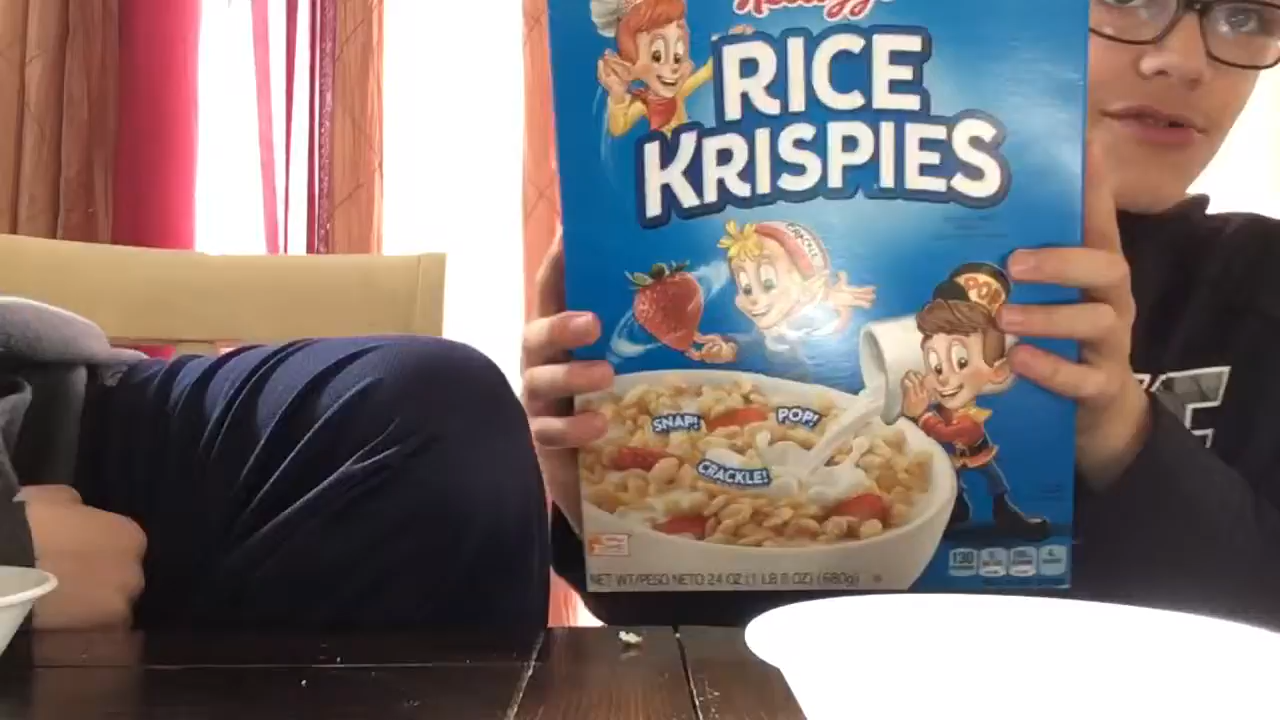 Kellogg's
RICE
KRISPIES
CRACKLE
POP
SNAP!
POP!
CRACKLE!
NET WT/PESO NETO 24 OZ (1 LB 8 OZ) (680g)
130